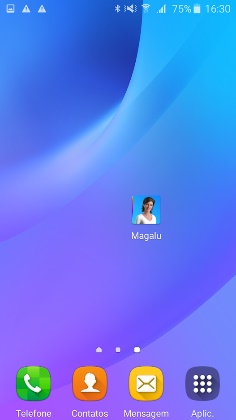 75% 16:30
Magalu
Telefone Contatos Mensagem Aplic.